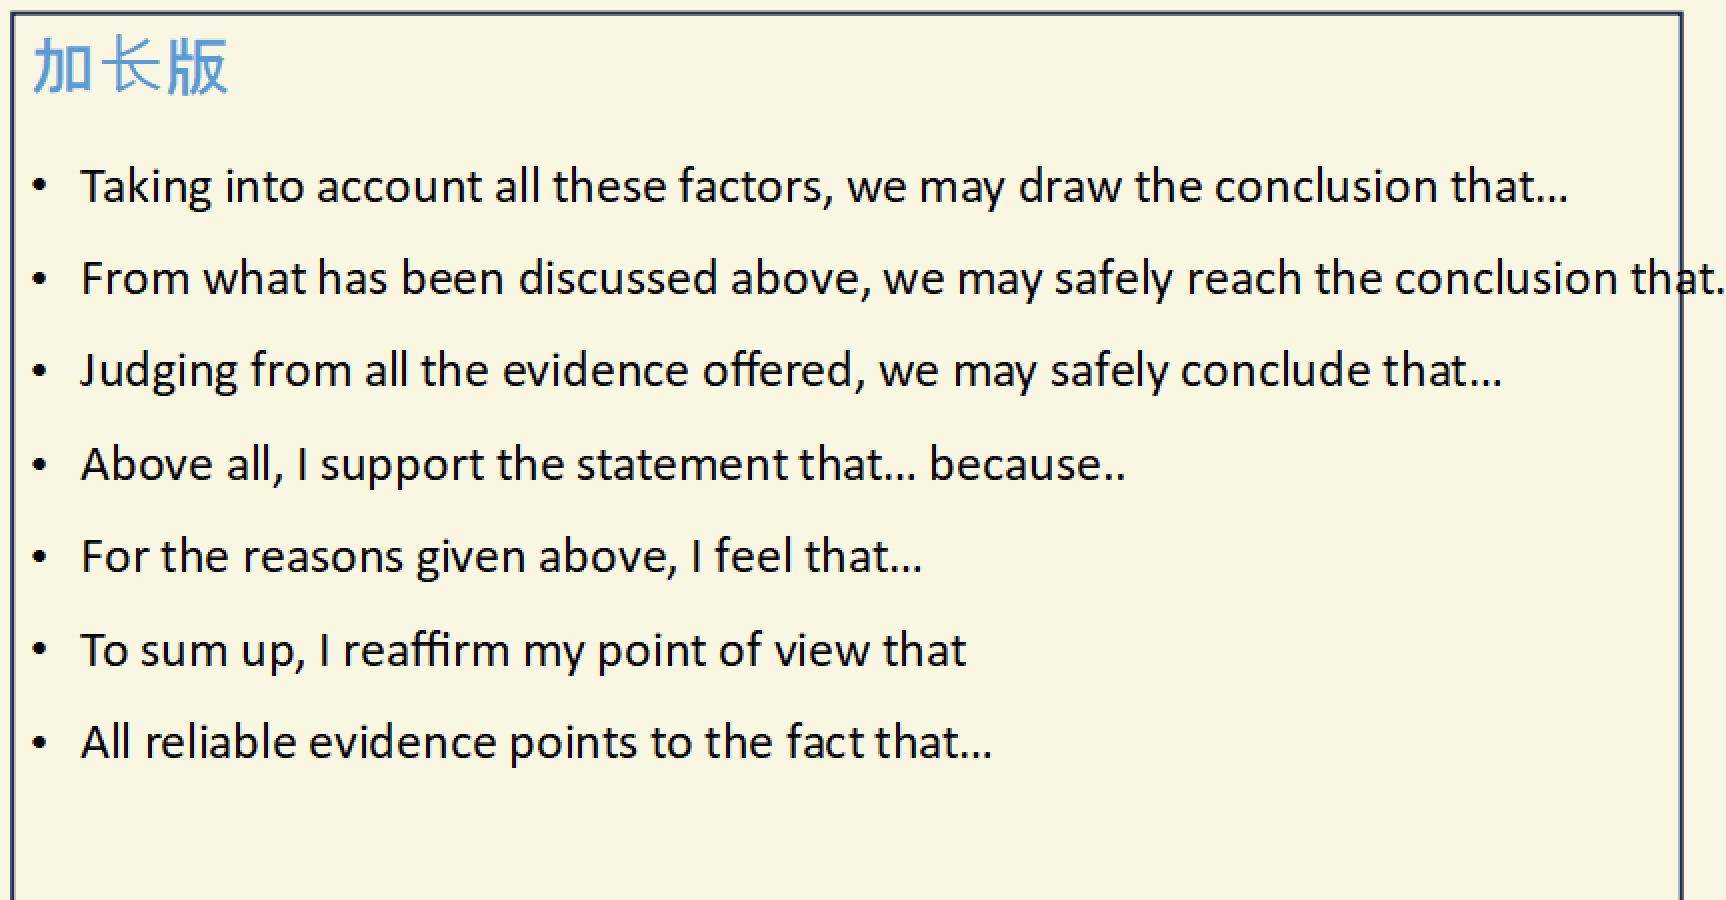 加长版
• Taking into account all these factors, we may draw the conclusion that...
• From what has been discussed above, we may safely reach the conclusion that.
• Judging from all the evidence offered, we may safely conclude that...
• Above all, I support the statement that... because..
• For the reasons given above, I feel that...
• To sum up, I reaffirm my point of view that
• All reliable evidence points to the fact that...